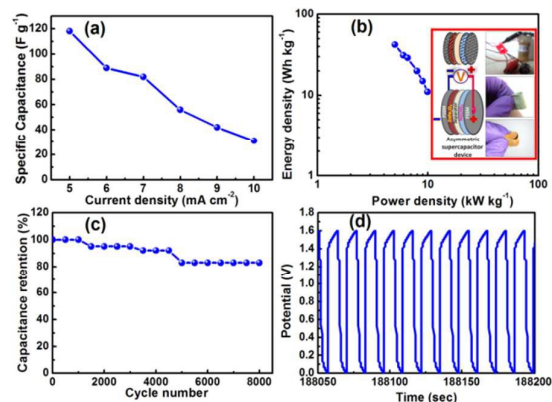 (a)
Specific Capacitance (F g⁻¹)
120
100
80
60
40
20
0
5 6 7 8 9 10
Current density (mA cm⁻²)
(b)
Energy density (Wh kg⁻¹)
100
10
1
1 10 100
Power density (kW kg⁻¹)
V
Asymmetric
supercapacitor
device
(c)
Capacitance retention (%)
120
100
80
60
40
20
0
0 2000 4000 6000 8000
Cycle number
(d)
Potential (V)
1.8
1.6
1.4
1.2
1.0
0.8
0.6
0.4
0.2
0.0
188050 188100 188150 188200
Time (sec)